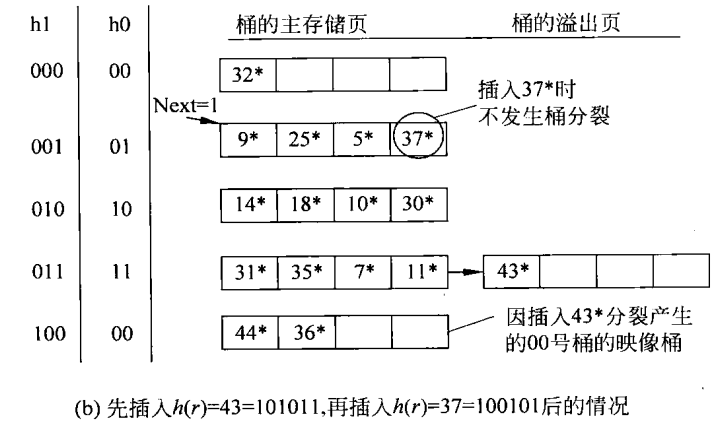 h1 h0 桶的主存储页 桶的溢出页
000 00 32*
插入37*时
不发生桶分裂
Next=1
001 01 9* 25* 5* 37*
010 10 14* 18* 10* 30*
011 11 31* 35* 7* 11* 43*
100 00 44* 36*
因插入43*分裂产生
的00号桶的映像桶
(b) 先插入h(r)=43=101011,再插入h(r)=37=100101后的情况